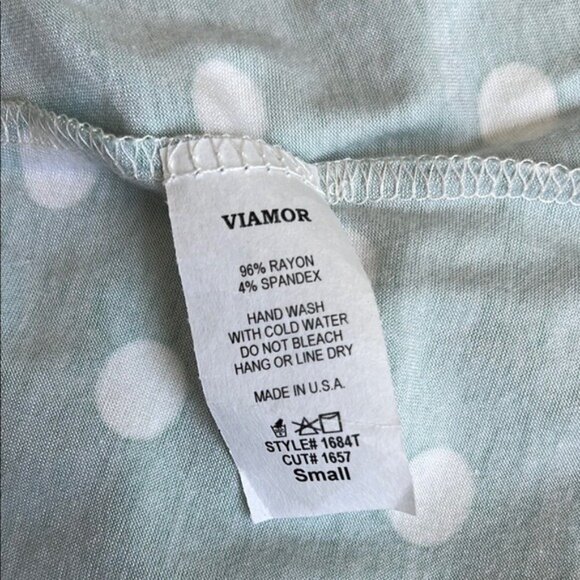 VIAMOR
96% RAYON
4% SPANDEX
HAND WASH
WITH COLD WATER
DO NOT BLEACH
HANG OR LINE DRY
MADE IN U.S.A.
STYLE# 1684T
CUT# 1657
Small